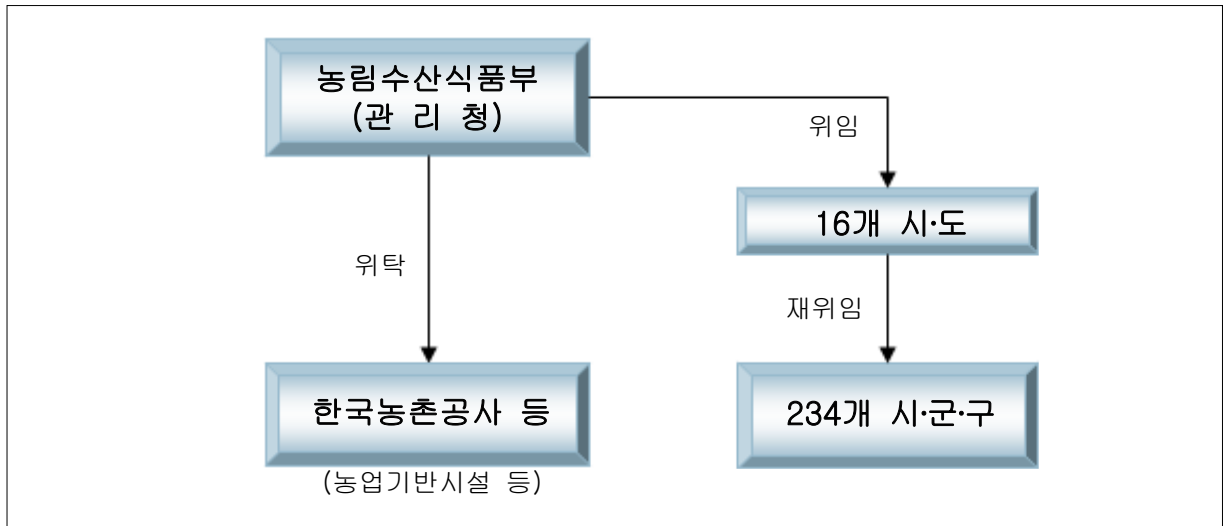 농림수산식품부
(관 리 청)
위임
16개 시·도
위탁
재위임
한국농촌공사 등
234개 시·군·구
(농업기반시설 등)